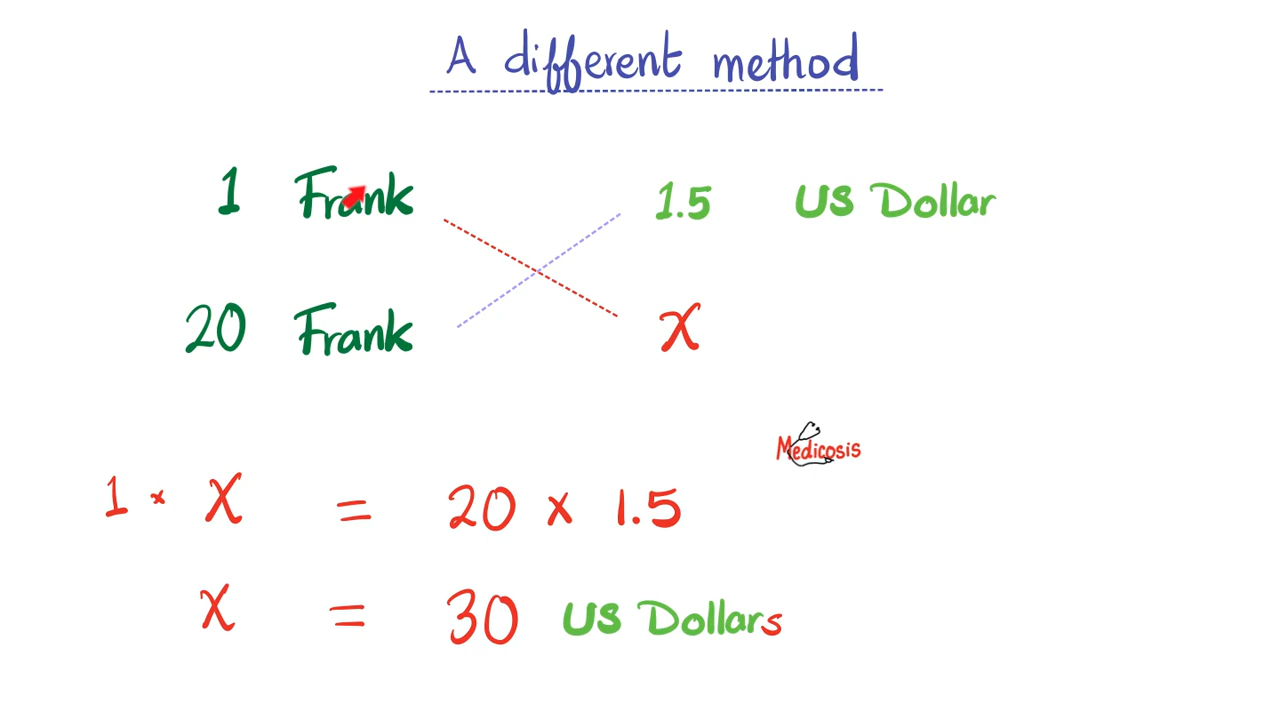 A different method
1 Frank 1.5 US Dollar
20 Frank X
Medicosis
1 × X = 20 x 1.5
X = 30 US Dollars